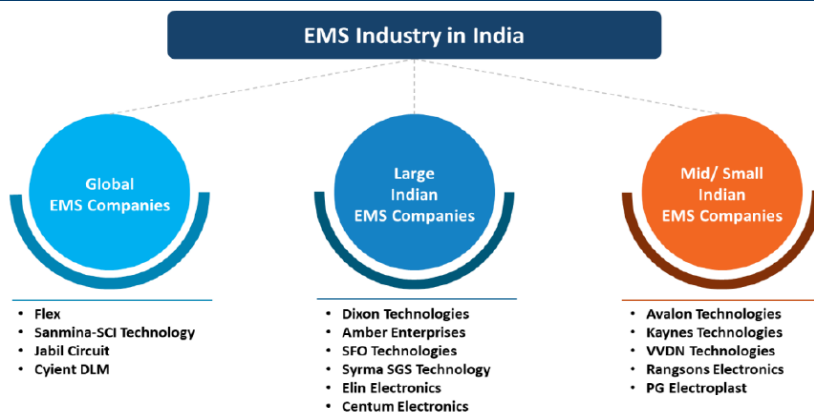 EMS Industry in India
Global
EMS Companies
Large
Indian
EMS Companies
Mid/ Small
Indian
EMS Companies
• Flex
• Sanmina-SCI Technology
• Jabil Circuit
• Cyient DLM
• Dixon Technologies
• Amber Enterprises
• SFO Technologies
• Syrma SGS Technology
• Elin Electronics
• Centum Electronics
• Avalon Technologies
• Kaynes Technologies
• VVDN Technologies
• Rangsons Electronics
• PG Electroplast